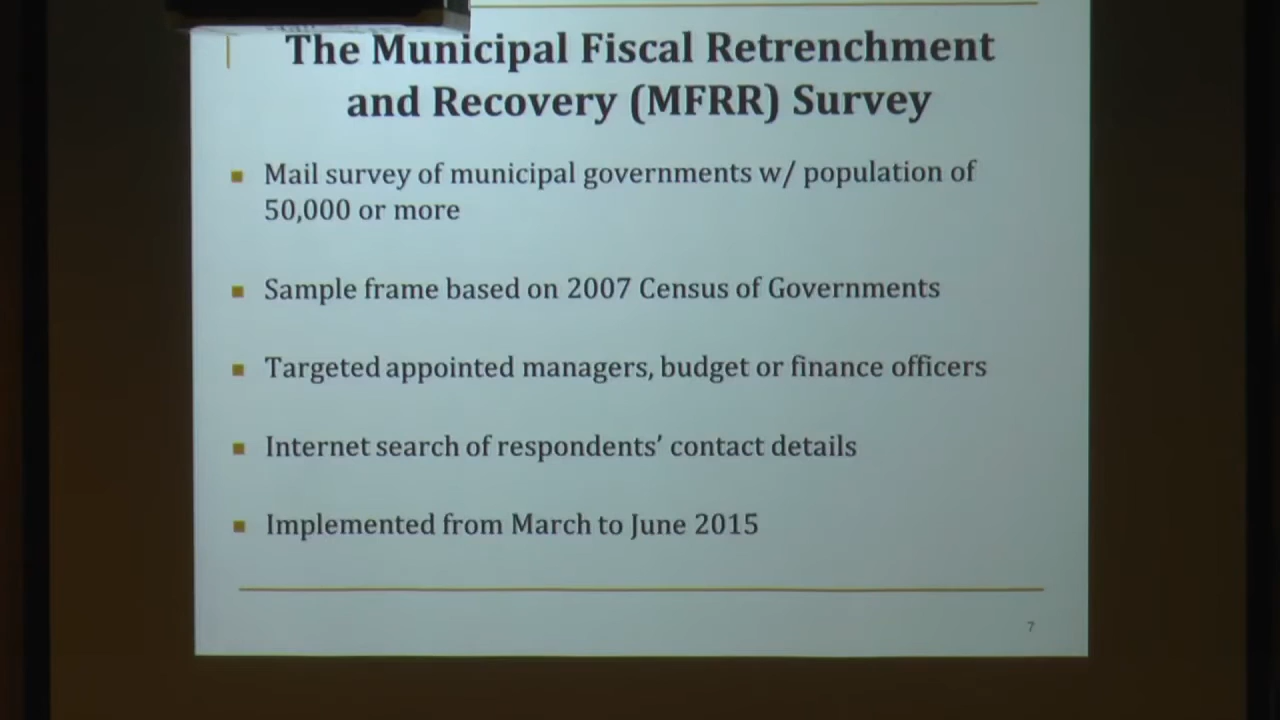 The Municipal Fiscal Retrenchment
and Recovery (MFRR) Survey
Mail survey of municipal governments w/ population of
50,000 or more
Sample frame based on 2007 Census of Governments
Targeted appointed managers, budget or finance officers
Internet search of respondents’ contact details
Implemented from March to June 2015
7